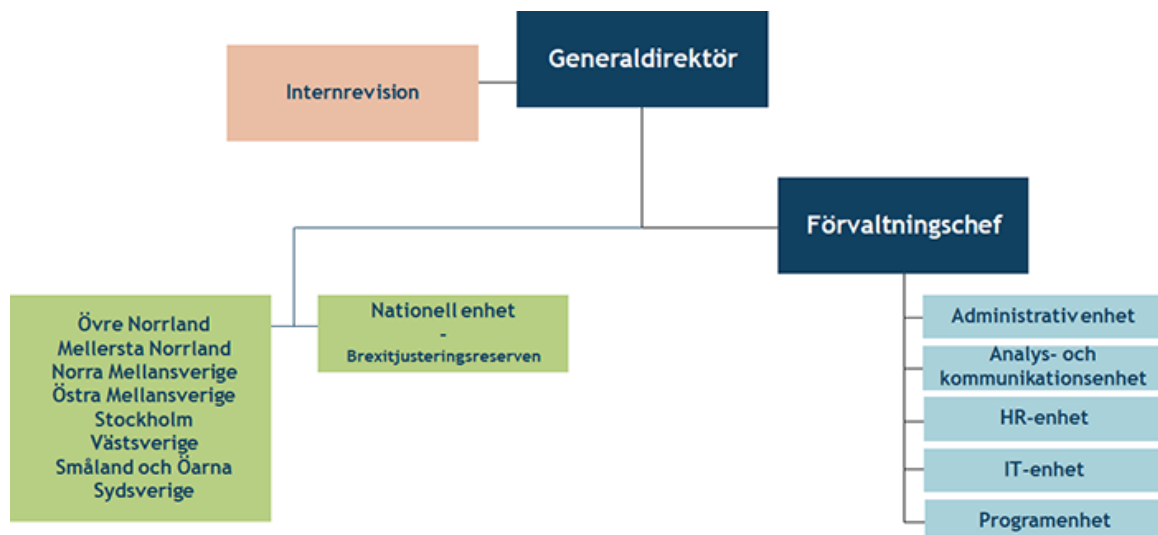 Generaldirektör
Internrevision
Förvaltningschef
Övre Norrland
Mellersta Norrland
Norra Mellansverige
Östra Mellansverige
Stockholm
Västsverige
Småland och Öarna
Sydsverige
Nationell enhet
-
Brexitjusteringsreserven
Administrativ enhet
Analys- och
kommunikationsenhet
HR-enhet
IT-enhet
Programenhet